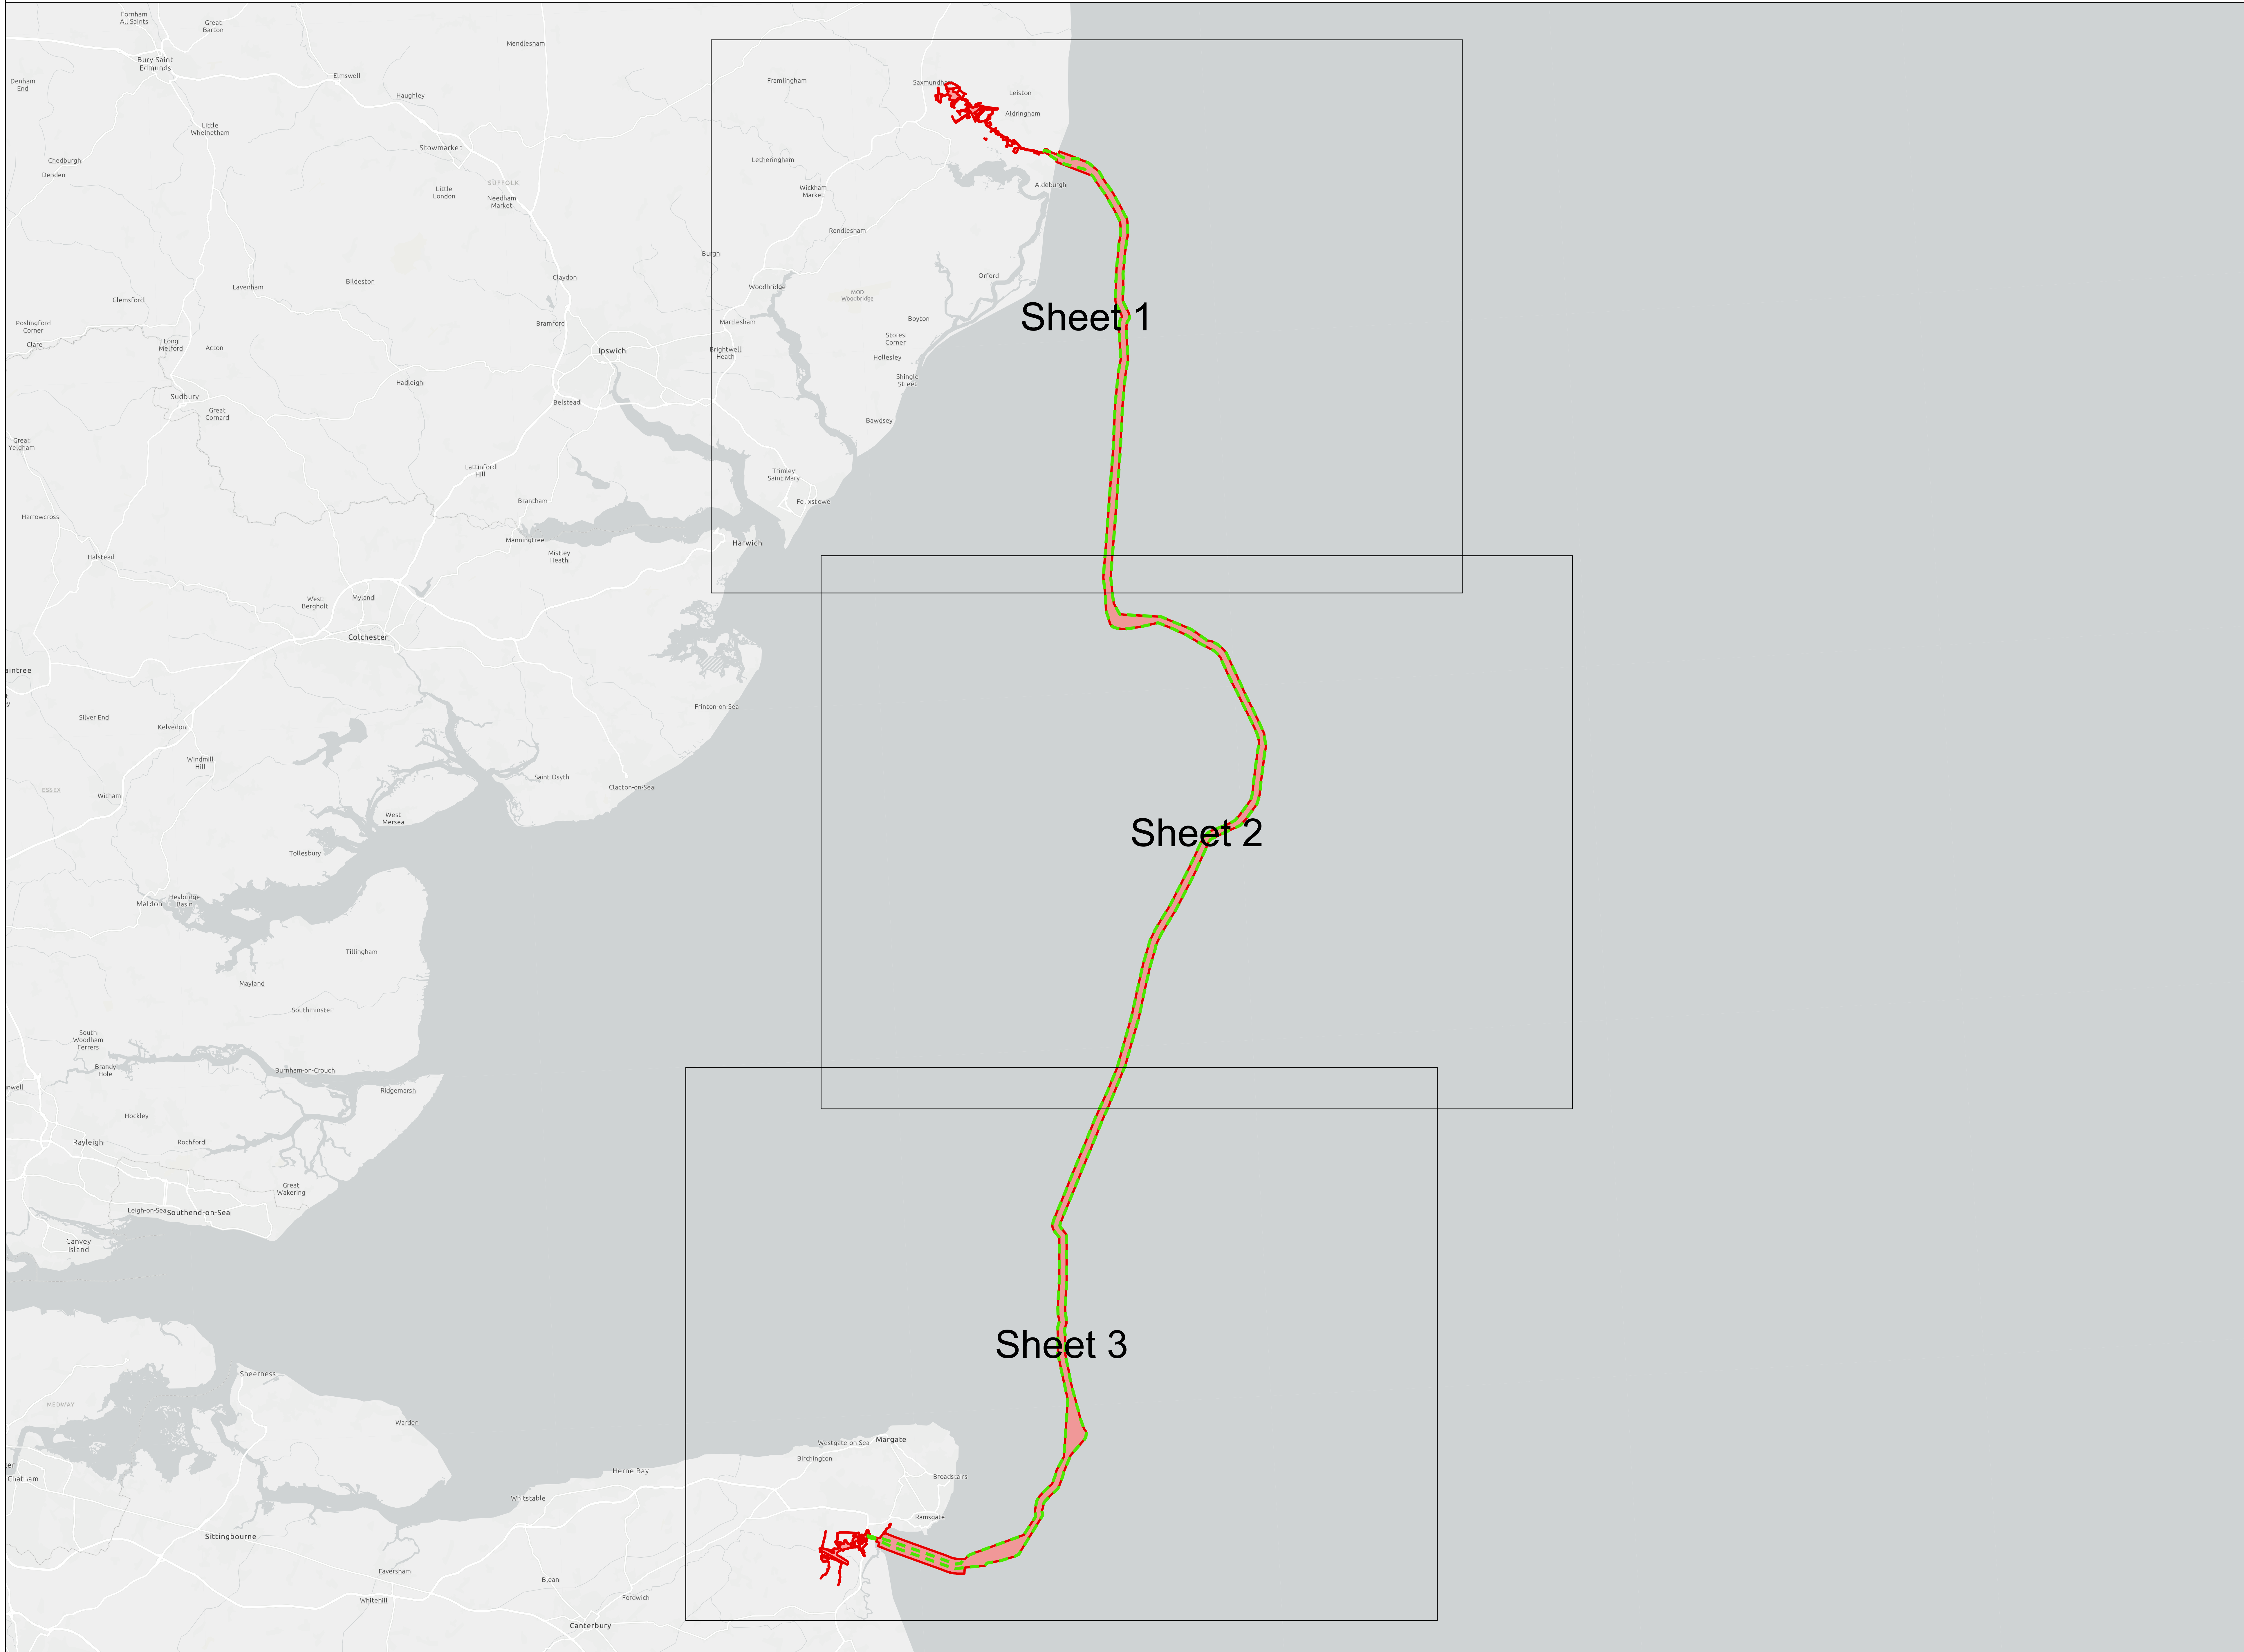 Fornham
All Saints
Great
Barton
Mendlesham
Bury Saint
Edmunds
Denham
End
Elmswell
Haughley
Framlingham
Leiston
Aldringham
Little
Whelnetham
Stowmarket
Chedburgh
Depden
Letheringham
SUFFOLK
Little
London
Needham
Market
Wickham
Market
Aldeburgh
Rendlesham
Burgh
Claydon
Orford
Lavenham
Bildeston
Woodbridge
MOD
Woodbridge
Glemsford
Sheet 1
Poslingford
Corner
Clare
Bramford
Martlesham
Boyton
Long
Melford
Acton
Ipswich
Brightwell
Heath
Stores
Corner
Hollesley
Shingle
Street
Hadleigh
Sudbury
Great
Cornard
Belstead
Bawdsey
Great
Yeldham
Lattinford
Hill
Trimley
Saint Mary
Brantham
Felixstowe
Harrowcross
Manningtree
Harwich
Mistley
Heath
Halstead
West
Bergholt
Myland
Colchester
aintree
Silver End
Frinton-on-Sea
Kelvedon
Windmill
Hill
Saint Osyth
Clacton-on-Sea
ESSEX
Witham
West
Mersea
Sheet 2
Tollesbury
Maldon
Heybridge
Basin
Tillingham
Mayland
Southminster
South
Woodham
Ferrers
Brandy
Hole
Burnham-on-Crouch
nwell
Ridgemarsh
Hockley
Rayleigh
Rochford
Great
Wakering
Leigh-on-Sea
Southend-on-Sea
Canvey
Island
Sheet 3
Sheerness
MEDWAY
Warden
Westgate-on-Sea
Margate
Birchington
Herne Bay
Broadstairs
Chatham
Whitstable
Ramsgate
Sittingbourne
Faversham
Blean
Whitehill
Fordwich
Canterbury